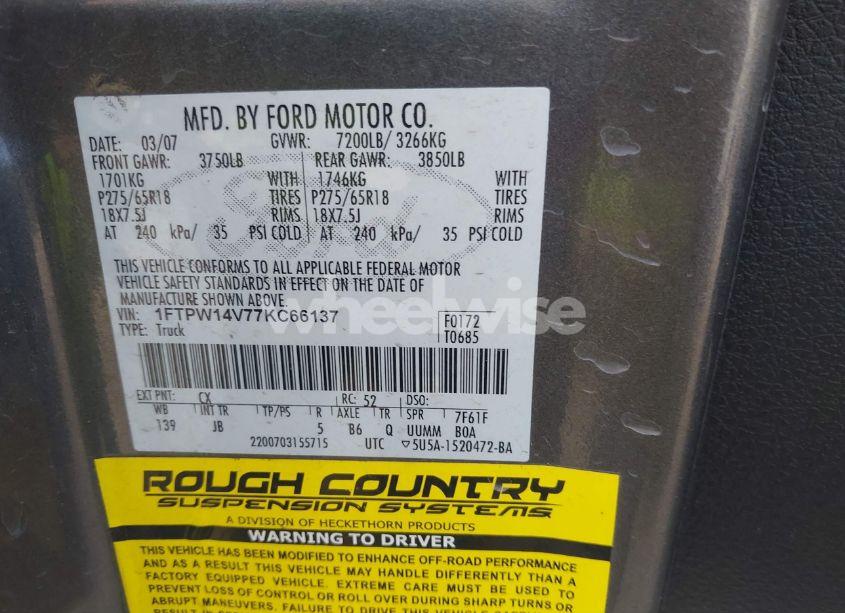 MFD. BY FORD MOTOR CO.
DATE: 03/07 GVWR: 7200LB/ 3266KG
FRONT GAWR: 3750LB REAR GAWR: 3850LB
1701KG WITH 1746KG WITH
P275/65R18 TIRES P275/65R18 TIRES
18X7.5J RIMS 18X7.5J RIMS
AT 240 kPa/ 35 PSI COLD AT 240 kPa/ 35 PSI COLD
THIS VEHICLE CONFORMS TO ALL APPLICABLE FEDERAL MOTOR
VEHICLE SAFETY STANDARDS IN EFFECT ON THE DATE OF
MANUFACTURE SHOWN ABOVE.
VIN: 1FTPW14V77KC66137 F0172
TYPE: Truck T0685
wheelwise
EXT PNT: CX RC: 52 DSO:
WB INT TR TP/PS R AXLE TR SPR 7F61F
139 JB 5 B6 Q UUMM BOA
2200703155715 UTC ▽5U5A-1520472-BA
ROUGH COUNTRY
SUSPENSION SYSTEMS
A DIVISION OF HECKETHORN PRODUCTS
WARNING TO DRIVER
THIS VEHICLE HAS BEEN MODIFIED TO ENHANCE OFF-ROAD PERFORMANCE
AND AS A RESULT THIS VEHICLE MAY HANDLE DIFFERENTLY THAN A
FACTORY EQUIPPED VEHICLE. EXTREME CARE MUST BE USED TO
PREVENT LOSS OF CONTROL OR ROLL OVER DURING SHARP TURNS OR
ABRUPT MANEUVERS. FAILURE TO DRIVE THIS VEHICLE